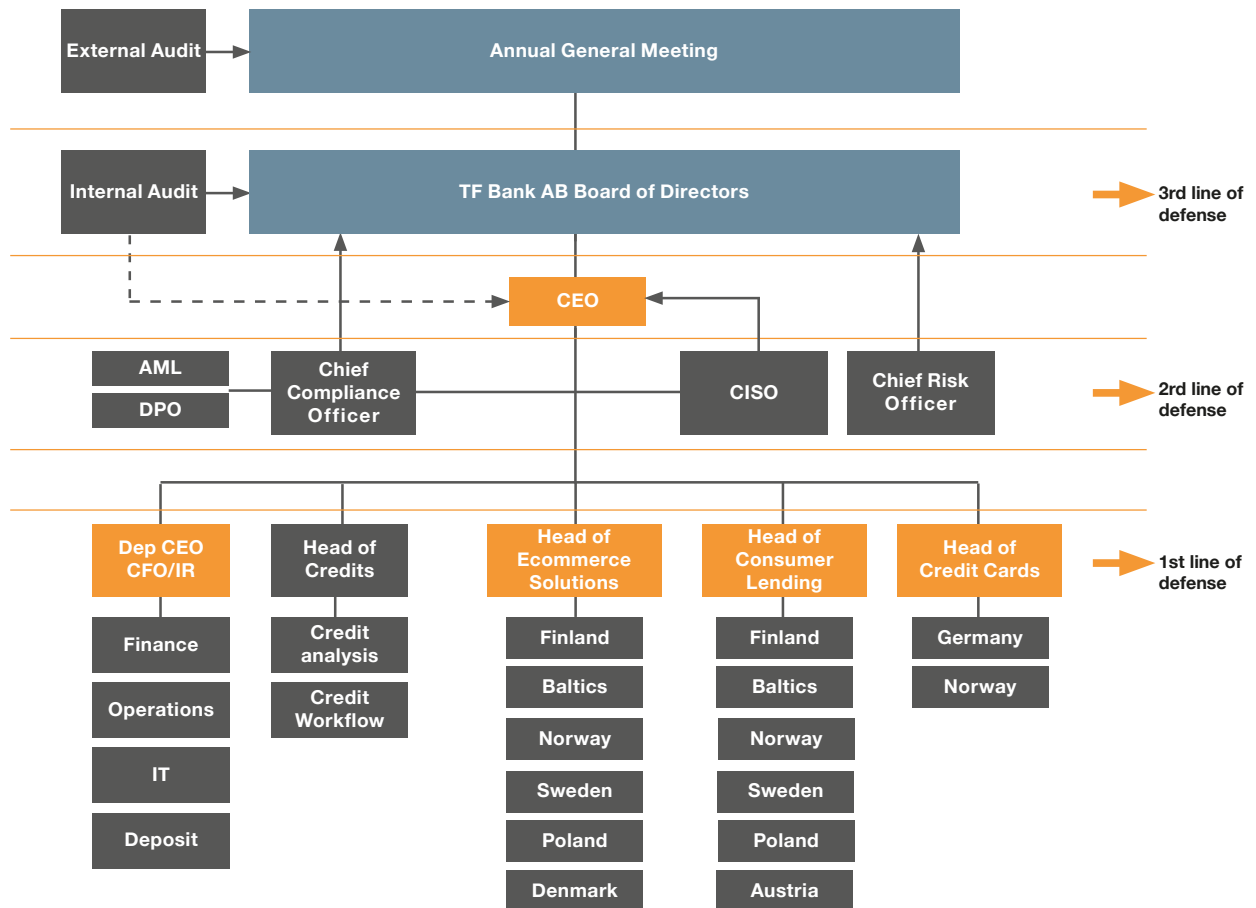 External Audit
Annual General Meeting
Internal Audit
TF Bank AB Board of Directors
3rd line of
defense
CEO
AML
DPO
Chief
Compliance
Officer
CISO
Chief Risk
Officer
2rd line of
defense
Dep CEO
CFO/IR
Head of
Credits
Head of
Ecommerce
Solutions
Head of
Consumer
Lending
Head of
Credit Cards
1st line of
defense
Finance
Operations
IT
Deposit
Credit
analysis
Credit
Workflow
Finland
Baltics
Norway
Sweden
Poland
Denmark
Finland
Baltics
Norway
Sweden
Poland
Austria
Germany
Norway